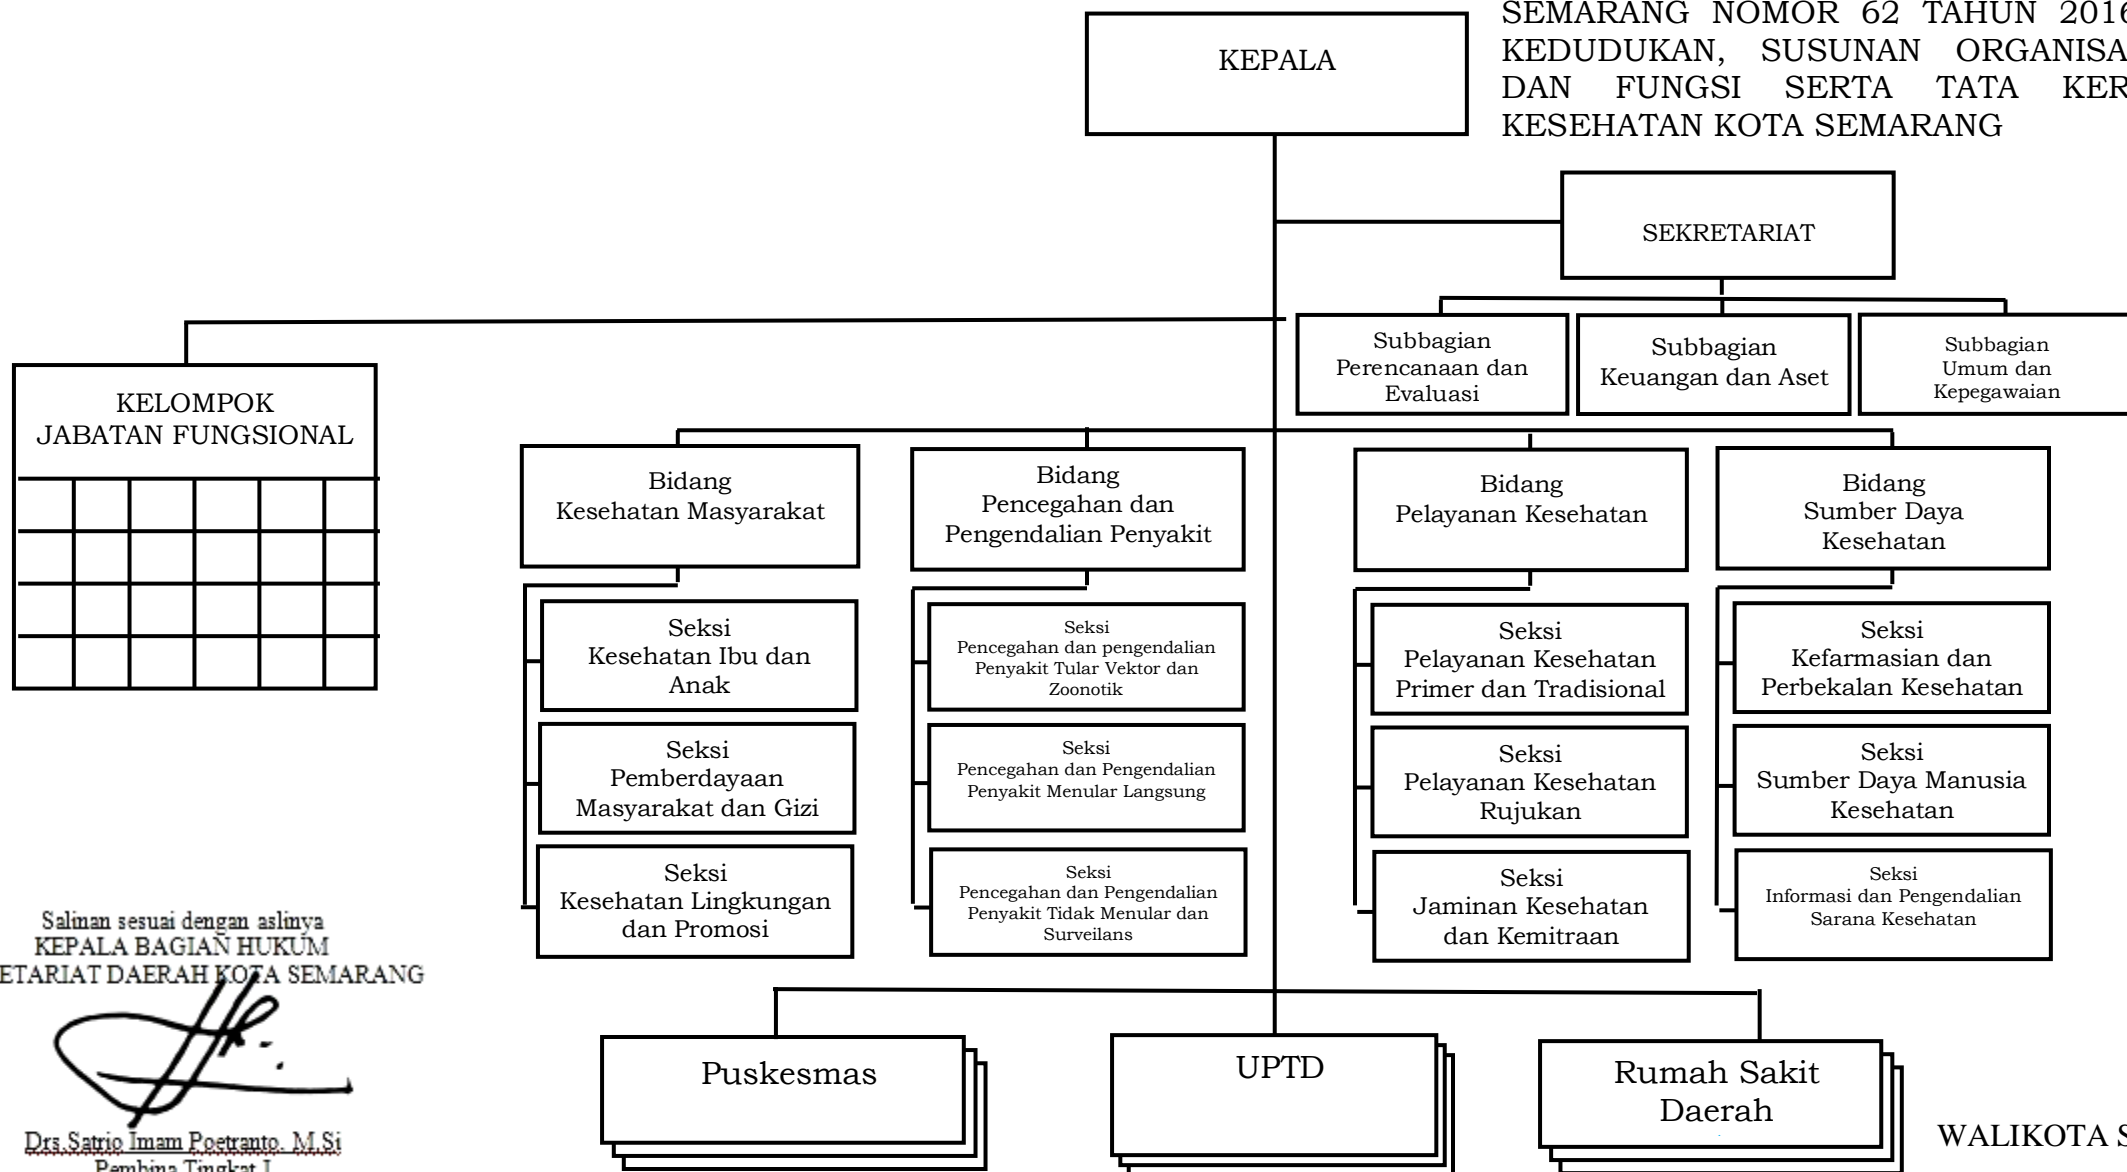 SEMARANG NOMOR 62 TAHUN 2016
KEDUDUKAN, SUSUNAN ORGANISA
DAN FUNGSI SERTA TATA KER
KESEHATAN KOTA SEMARANG
KEPALA
SEKRETARIAT
Subbagian
Perencanaan dan
Evaluasi
Subbagian
Keuangan dan Aset
Subbagian
Umum dan
Kepegawaian
KELOMPOK
JABATAN FUNGSIONAL
Bidang
Kesehatan Masyarakat
Seksi
Kesehatan Ibu dan
Anak
Seksi
Pemberdayaan
Masyarakat dan Gizi
Seksi
Kesehatan Lingkungan
dan Promosi
Bidang
Pencegahan dan
Pengendalian Penyakit
Seksi
Pencegahan dan pengendalian
Penyakit Tular Vektor dan
Zoonotik
Seksi
Pencegahan dan Pengendalian
Penyakit Menular Langsung
Seksi
Pencegahan dan Pengendalian
Penyakit Tidak Menular dan
Surveilans
Bidang
Pelayanan Kesehatan
Seksi
Pelayanan Kesehatan
Primer dan Tradisional
Seksi
Pelayanan Kesehatan
Rujukan
Seksi
Jaminan Kesehatan
dan Kemitraan
Bidang
Sumber Daya
Kesehatan
Seksi
Kefarmasian dan
Perbekalan Kesehatan
Seksi
Sumber Daya Manusia
Kesehatan
Seksi
Informasi dan Pengendalian
Sarana Kesehatan
Puskesmas
UPTD
Rumah Sakit
Daerah
Salinan sesuai dengan aslinya
KEPALA BAGIAN HUKUM
ETARIAT DAERAH KOTA SEMARANG
Drs.Satrio Imam Poetranto. M.Si
Pembina Tingkat I
WALIKOTA S